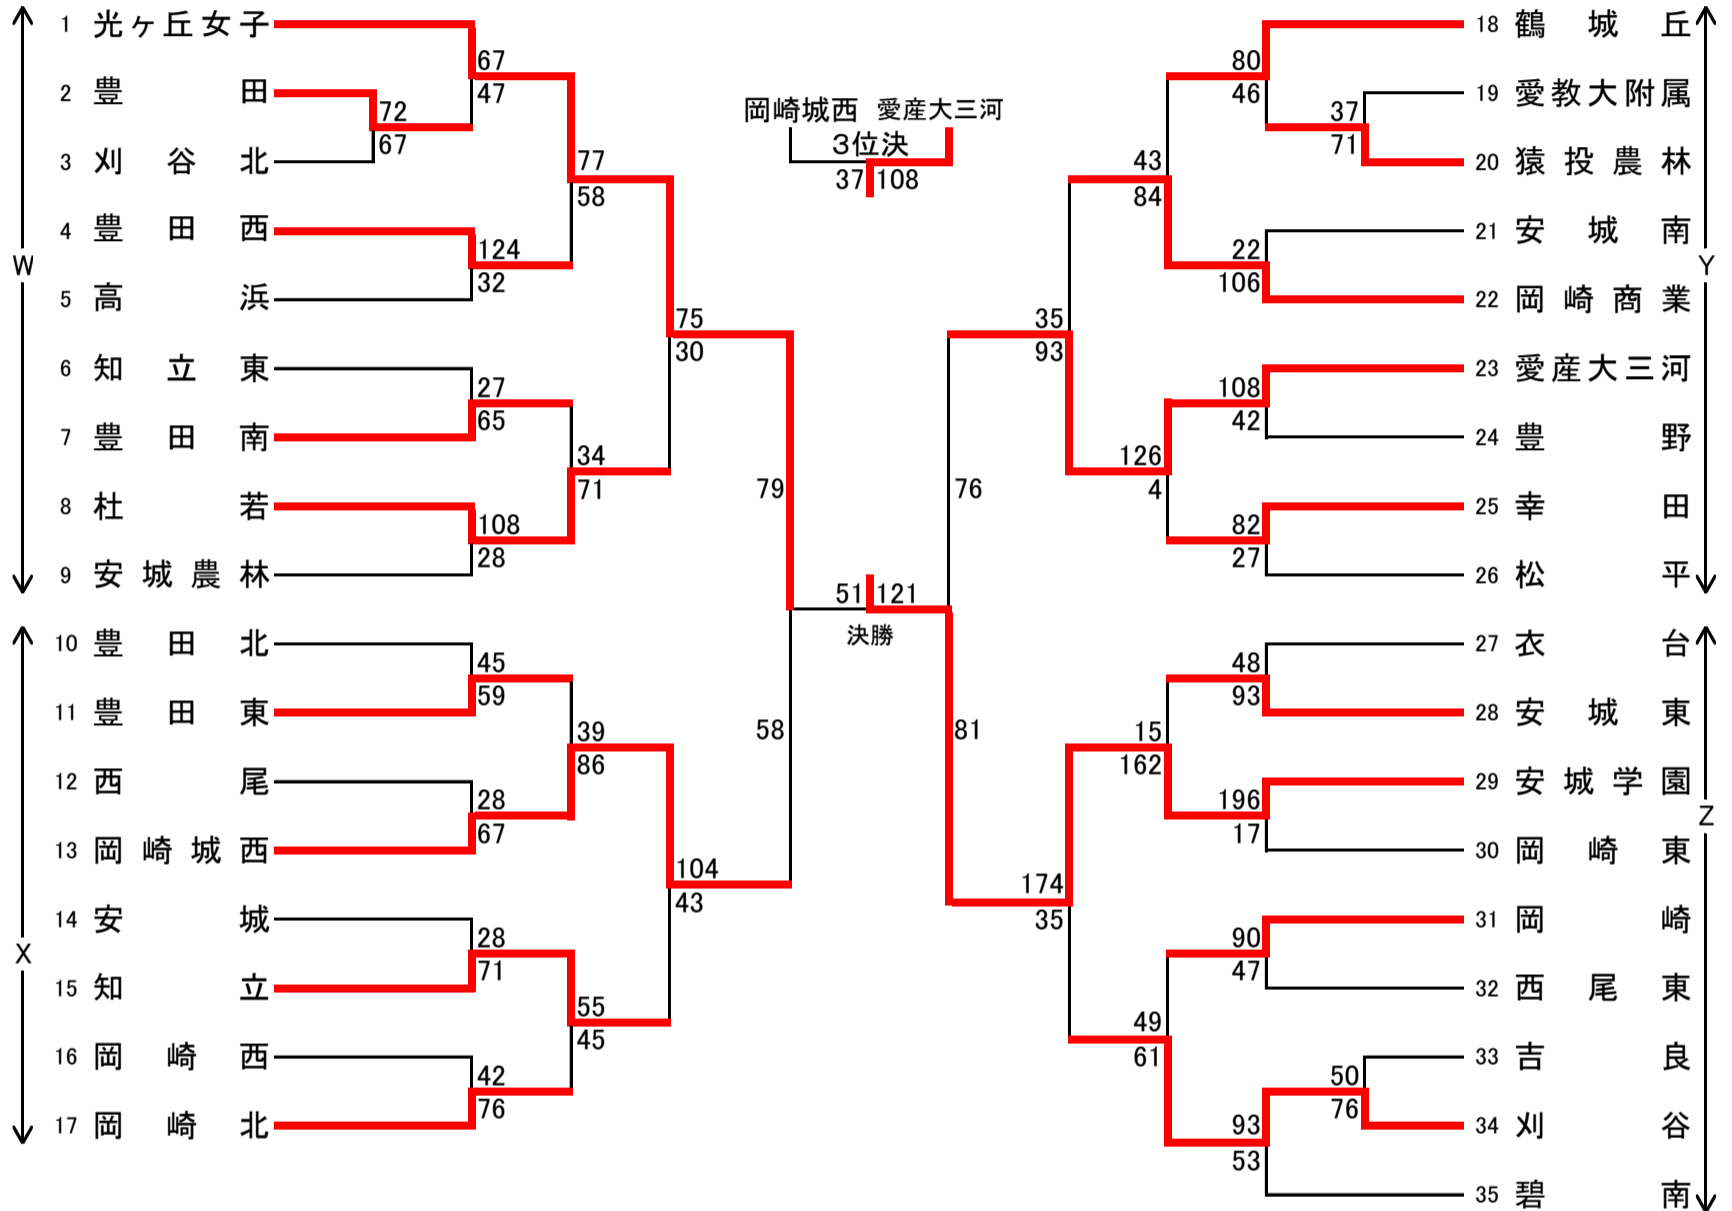 1 光ヶ丘女子
67
47
2 豊田
72
67
3 刈谷北
77
58
4 豊田西
124
32
5 高浜
W
75
30
6 知立東
27
65
7 豊田南
34
71
8 杜若
108
28
9 安城農林
79
10 豊田北
45
59
11 豊田東
39
86
12 西尾
28
67
13 岡崎城西
58
104
43
14 安城
28
71
X
15 知立
55
45
16 岡崎西
42
76
17 岡崎北
岡崎城西 愛産大三河
3位決
37 108
51 121
決勝
18 鶴城丘
80
46
19 愛教大附属
37
71
20 猿投農林
43
84
21 安城南
22
106
22 岡崎商業
Y
35
93
23 愛産大三河
108
42
24 豊野
126
4
25 幸田
82
27
26 松平
76
27 衣台
48
93
28 安城東
81
15
162
29 安城学園
196
17
30 岡崎東
Z
174
35
31 岡崎
90
47
32 西尾東
49
61
33 吉良
50
76
34 刈谷
93
53
35 碧南